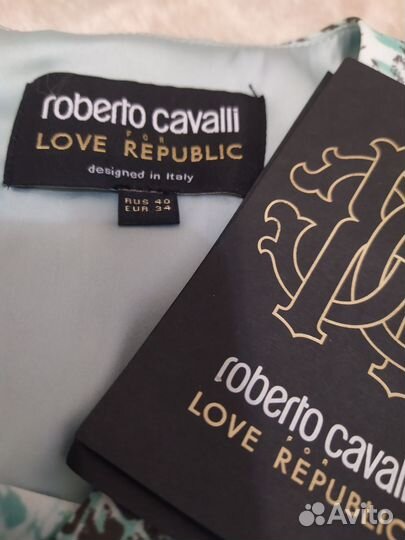 roberto cavalli
FOR
LOVE REPUBLIC
designed in Italy
RUS 40
EUR 34
roberto cavalli
FOR
LOVE REPUBLIC
Avito